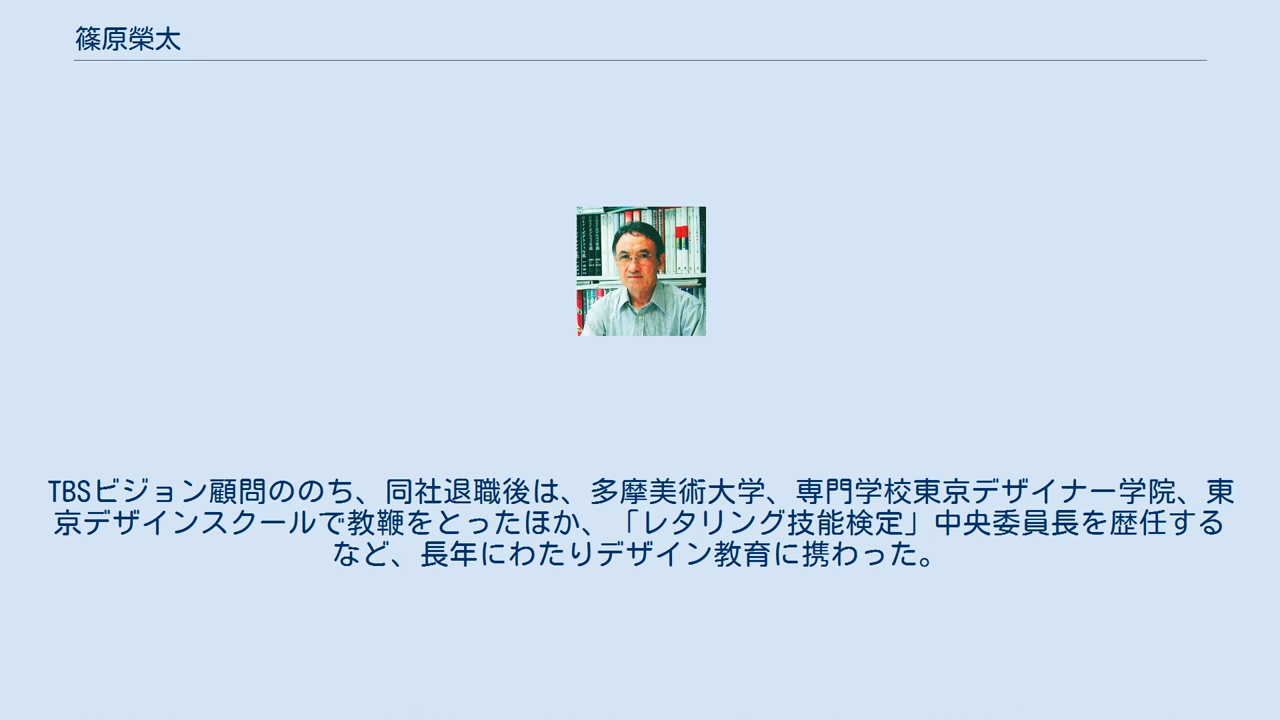 篠原榮太
TBSビジョン顧問ののち、同社退職後は、多摩美術大学、専門学校東京デザイナー学院、東
京デザインスクールで教鞭をとったほか、「レタリング技能検定」中央委員長を歴任する
など、長年にわたりデザイン教育に携わった。